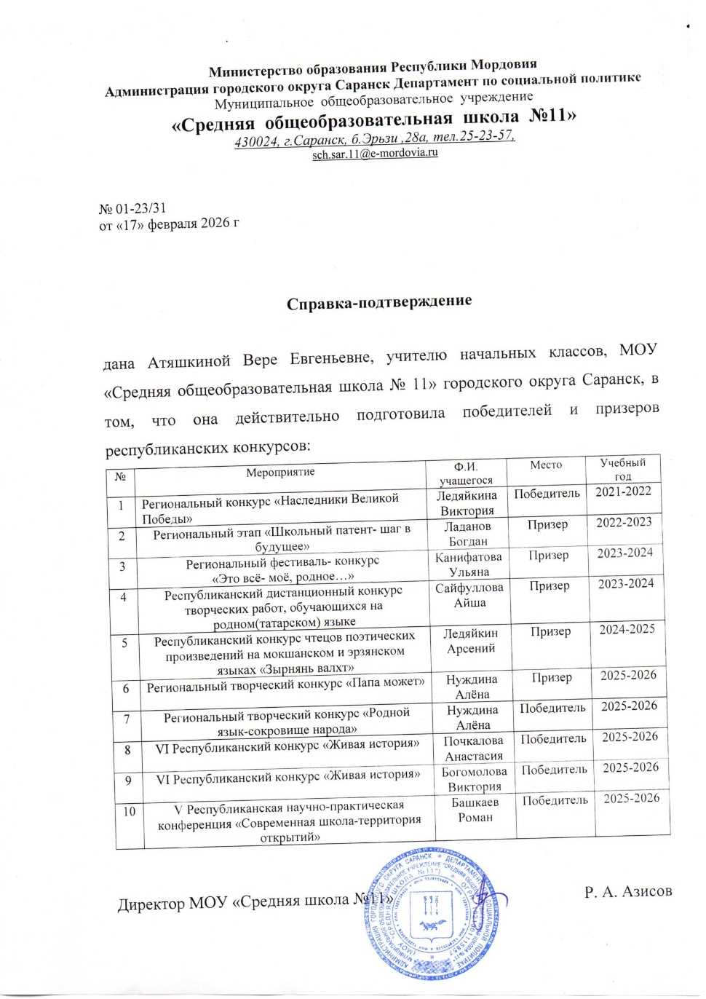 Министерство образования Республики Мордовия
Администрация городского округа Саранск Департамент по социальной политике
Муниципальное общеобразовательное учреждение
«Средняя общеобразовательная школа №11»
430024, г.Саранск, б.Эрьзи ,28а, тел.25-23-57,
sch.sar.11@e-mordovia.ru
№ 01-23/31
от «17» февраля 2026 г
Справка-подтверждение
дана Атяшкиной Вере Евгеньевне, учителю начальных классов, МОУ
«Средняя общеобразовательная школа № 11» городского округа Саранск, в
том, что она действительно подготовила победителей и призеров
республиканских конкурсов:
№ Мероприятие Ф.И. учащегося Место Учебный год
1 Региональный конкурс «Наследники Великой Победы» Ледяйкина Виктория Победитель 2021-2022
2 Региональный этап «Школьный патент- шаг в будущее» Ладанов Богдан Призер 2022-2023
3 Региональный фестиваль- конкурс «Это всё- моё, родное…» Канифатова Ульяна Призер 2023-2024
4 Республиканский дистанционный конкурс творческих работ, обучающихся на родном(татарском) языке Сайфуллова Айша Призер 2023-2024
5 Республиканский конкурс чтецов поэтических произведений на мокшанском и эрзянском языках «Зырнянь валхт» Ледяйкин Арсений Призер 2024-2025
6 Региональный творческий конкурс «Папа может» Нуждина Алёна Призер 2025-2026
7 Региональный творческий конкурс «Родной язык-сокровище народа» Нуждина Алёна Победитель 2025-2026
8 VI Республиканский конкурс «Живая история» Почкалова Анастасия Победитель 2025-2026
9 VI Республиканский конкурс «Живая история» Богомолова Виктория Победитель 2025-2026
10 V Республиканская научно-практическая конференция «Современная школа-территория открытий» Башкаев Роман Победитель 2025-2026
Директор МОУ «Средняя школа №11» Р. А. Азисов